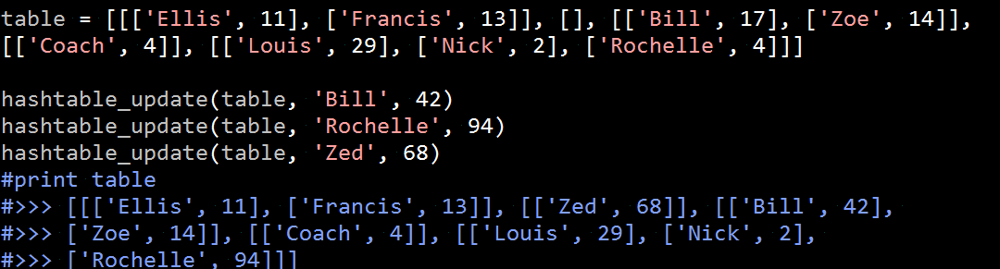 table = [[['Ellis', 11], ['Francis', 13]], [], [['Bill', 17], ['Zoe', 14]],
[['Coach', 4]], [['Louis', 29], ['Nick', 2], ['Rochelle', 4]]]
hashtable_update(table, 'Bill', 42)
hashtable_update(table, 'Rochelle', 94)
hashtable_update(table, 'Zed', 68)
#print table
#>>> [[['Ellis', 11], ['Francis', 13]], [['Zed', 68]], [['Bill', 42],
#>>> ['Zoe', 14]], [['Coach', 4]], [['Louis', 29], ['Nick', 2],
#>>> ['Rochelle', 94]]]